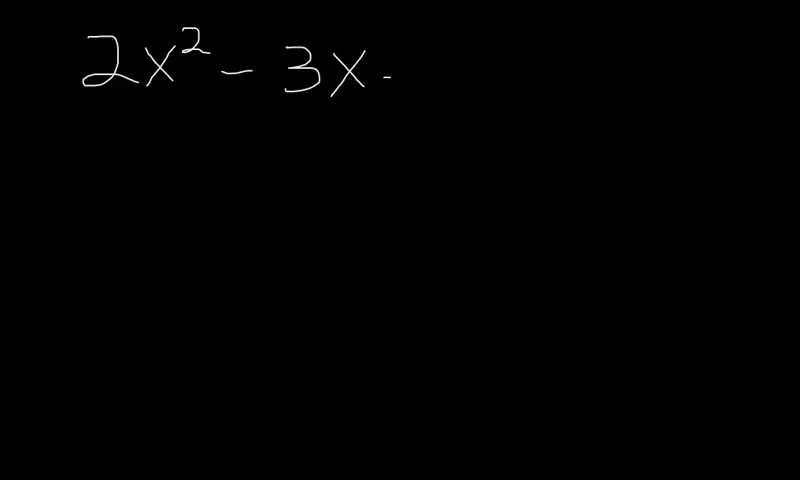 2x² - 3x -